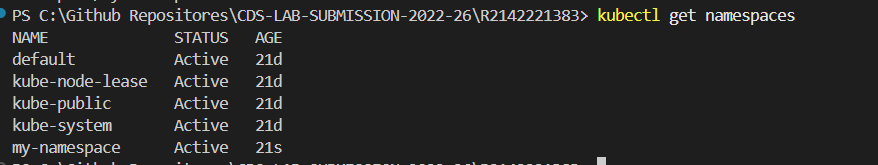 PS C:\Github Repositores\CDS-LAB-SUBMISSION-2022-26\R2142221383> kubectl get namespaces
NAME STATUS AGE
default Active 21d
kube-node-lease Active 21d
kube-public Active 21d
kube-system Active 21d
my-namespace Active 21s